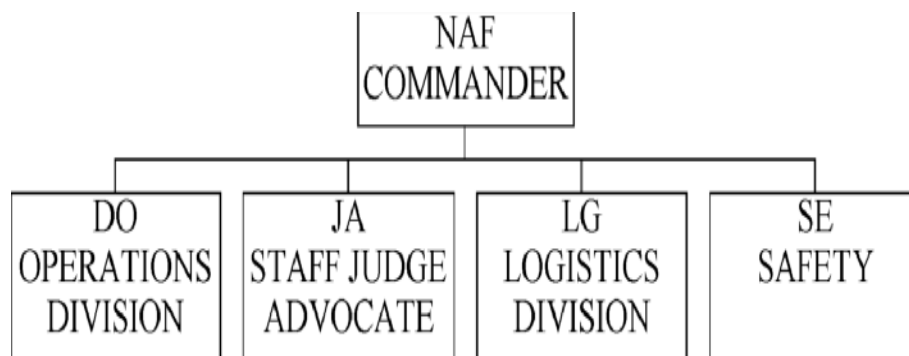 NAF
COMMANDER
DO
OPERATIONS
DIVISION
JA
STAFF JUDGE
ADVOCATE
LG
LOGISTICS
DIVISION
SE
SAFETY